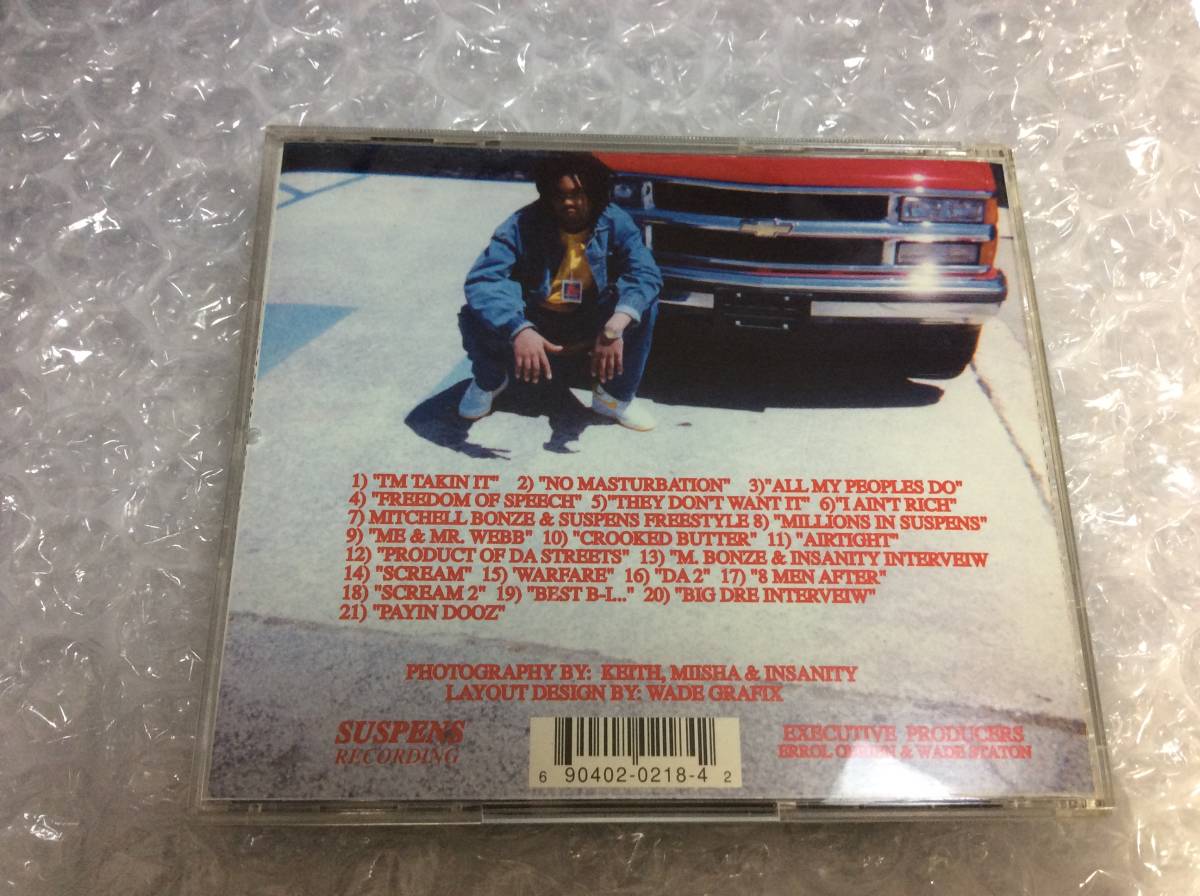 1) "I'M TAKIN IT" 2) "NO MASTURBATION" 3)"ALL MY PEOPLES DO"
4) "FREEDOM OF SPEECH" 5)"THEY DON'T WANT IT" 6)"I AIN'T RICH"
7) MITCHELL BONZE & SUSPENS FREESTYLE 8) "MILLIONS IN SUSPENS"
9) "ME & MR. WEBB" 10) "CROOKED BUTTER" 11) "AIRTIGHT"
12) "PRODUCT OF DA STREETS" 13) "M. BONZE & INSANITY INTERVEIW
14) "SCREAM" 15) "WARFARE" 16) "DA 2" 17) "8 MEN AFTER"
18) "SCREAM 2" 19) "BEST B-I..." 20) "BIG DRE INTERVEIW"
21) "PAYIN DOOZ"
PHOTOGRAPHY BY: KEITH, MIISHA & INSANITY
LAYOUT DESIGN BY: WADE GRAFIX
SUSPENS
RECORDING
6 90402-0218-4 2
EXECUTIVE PRODUCERS
ERROL & WADE STATON